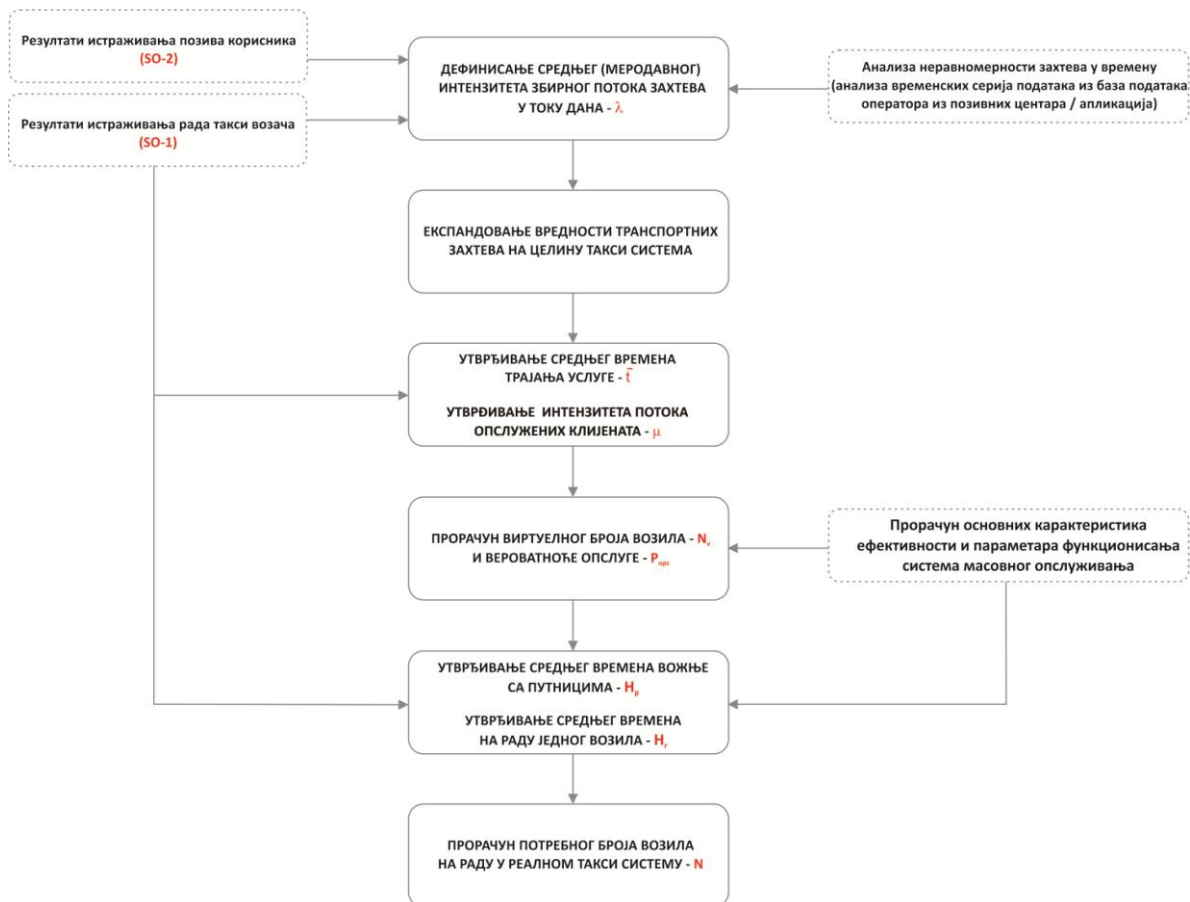 Резултати истраживања позива корисника
(SO-2)
Резултати истраживања рада такси возача
(SO-1)
ДЕФИНИСАЊЕ СРЕДЊЕГ (МЕРОДАВНОГ)
ИНТЕНЗИТЕТА ЗБИРНОГ ПОТОКА ЗАХТЕВА
У ТОКУ ДАНА - λ
Анализа неравномерности захтева у времену
(анализа временских серија података из база података
оператора из позивних центара / апликација)
ЕКСПАНДОВАЊЕ ВРЕДНОСТИ ТРАНСПОРТНИХ
ЗАХТЕВА НА ЦЕЛИНУ ТАКСИ СИСТЕМА
УТВРЂИВАЊЕ СРЕДЊЕГ ВРЕМЕНА
ТРАЈАЊА УСЛУГЕ - t̄
УТВРЂИВАЊЕ ИНТЕНЗИТЕТА ПОТОКА
ОПСЛУЖЕНИХ КЛИЈЕНАТА - μ
ПРОРАЧУН ВИРТУЕЛНОГ БРОЈА ВОЗИЛА - Nᵥ
И ВЕРОВАТНОЋЕ ОПСЛУГЕ - Pops
Прорачун основних карактеристика
ефективности и параметара функционисања
система масовног опслуживања
УТВРЂИВАЊЕ СРЕДЊЕГ ВРЕМЕНА ВОЖЊЕ
СА ПУТНИЦИМА - Hₚ
УТВРЂИВАЊЕ СРЕДЊЕГ ВРЕМЕНА
НА РАДУ ЈЕДНОГ ВОЗИЛА - Hᵣ
ПРОРАЧУН ПОТРЕБНОГ БРОЈА ВОЗИЛА
НА РАДУ У РЕАЛНОМ ТАКСИ СИСТЕМУ - N